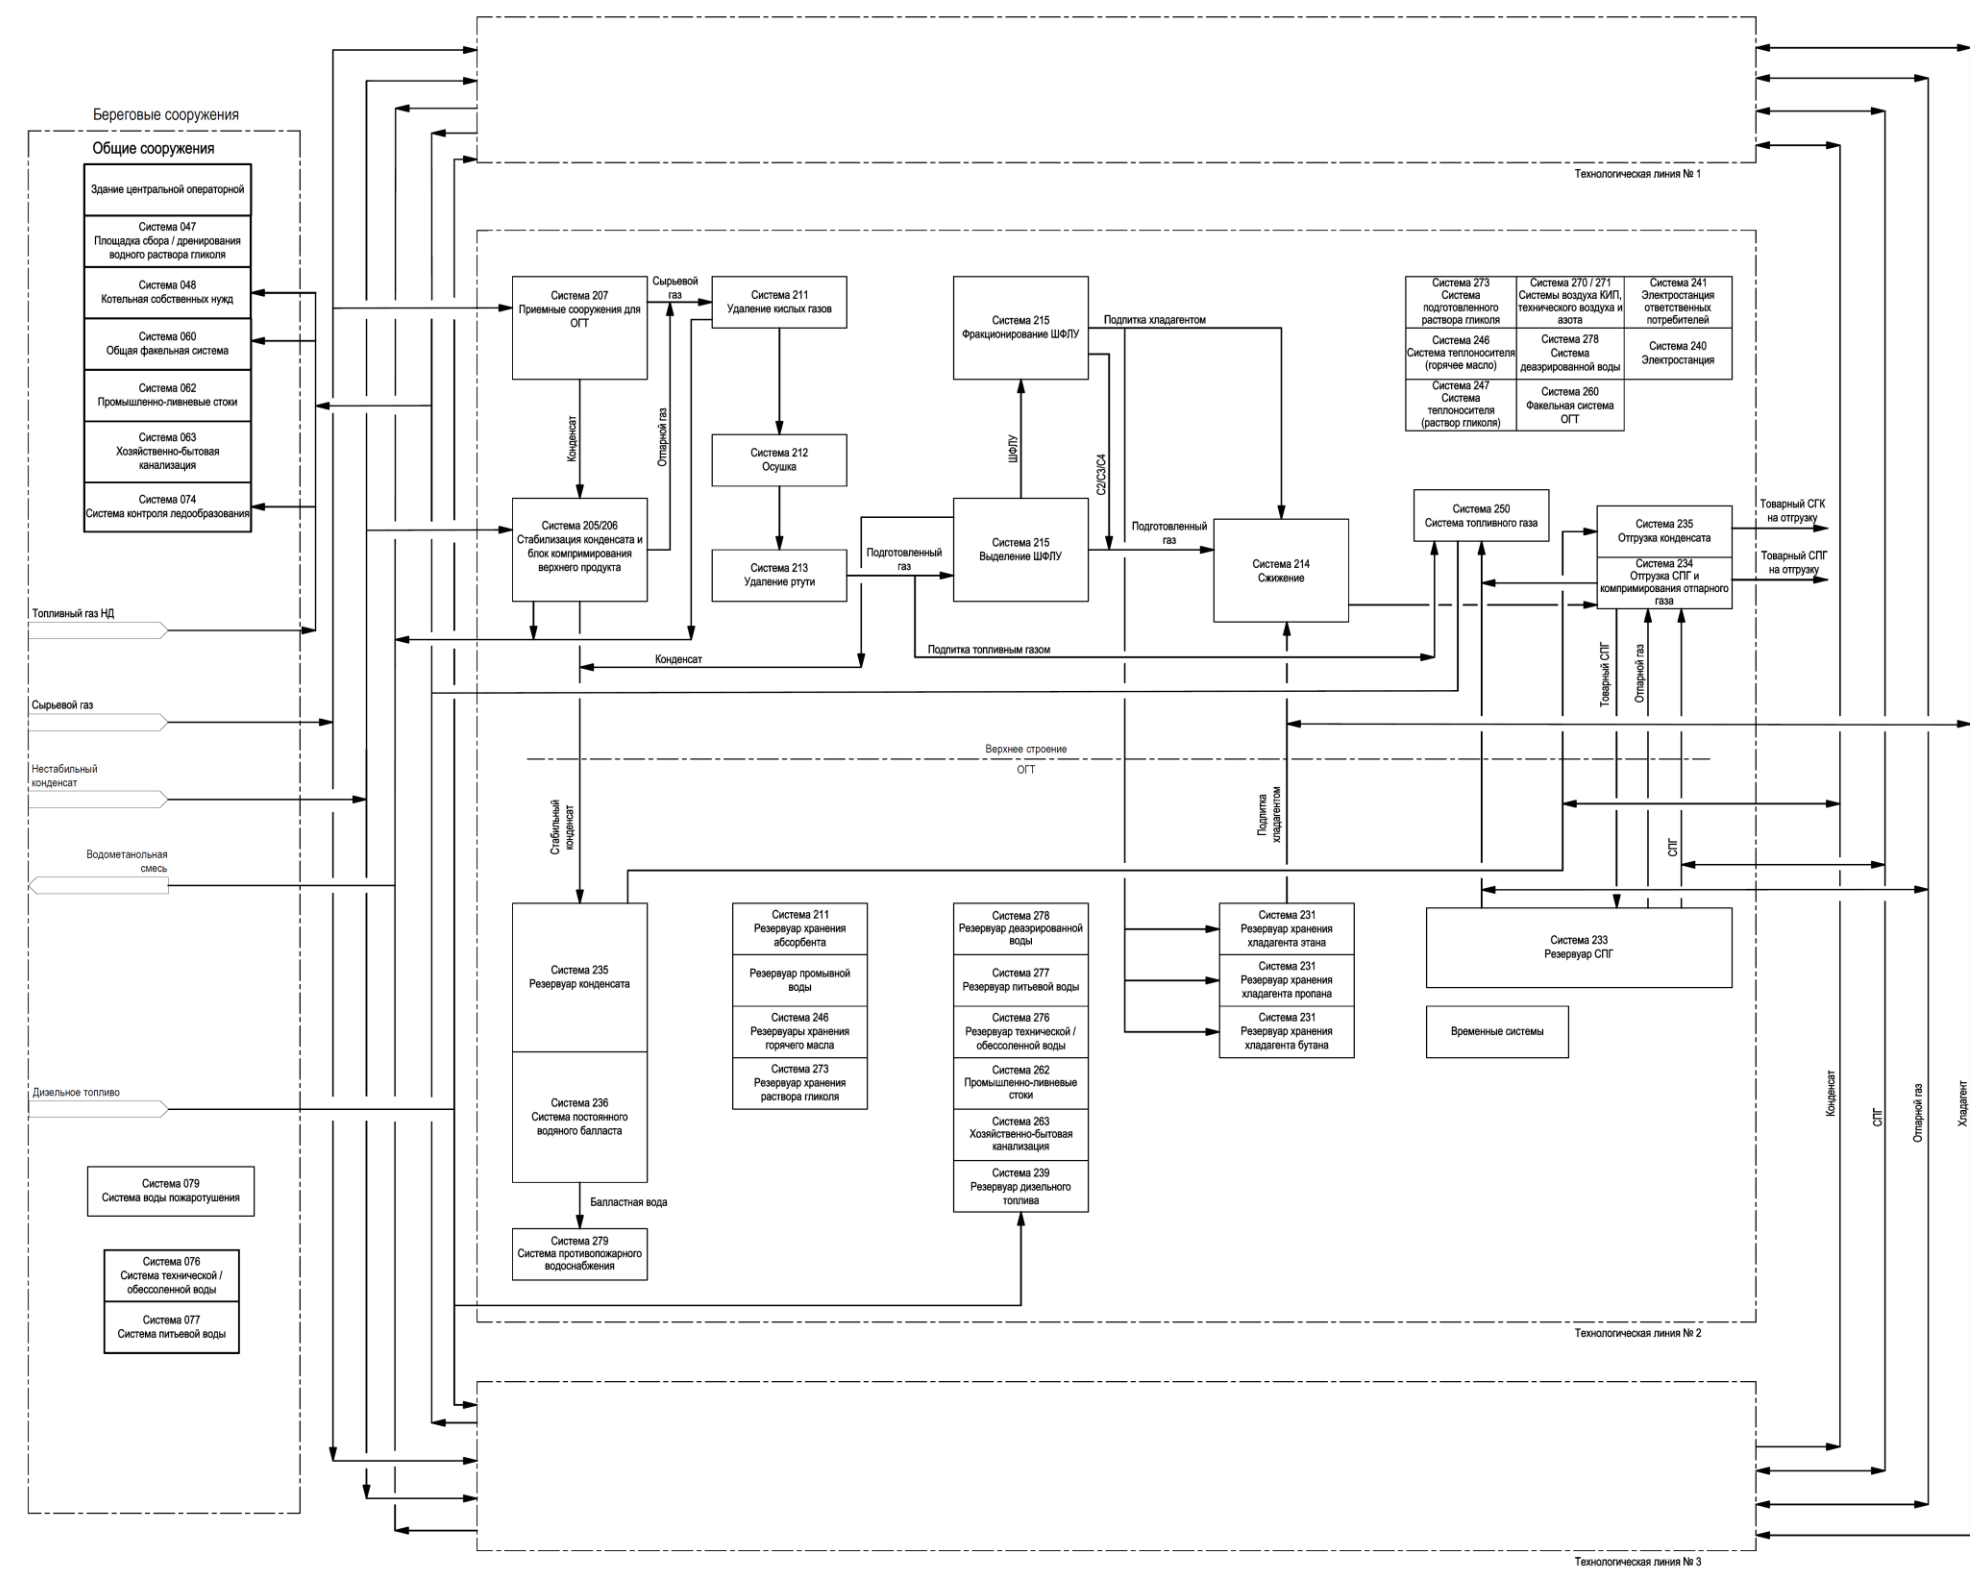 Береговые сооружения
Общие сооружения
Здание центральной операторной
Система 047
Площадка сбора / дренирования
водного раствора гликоля
Система 048
Котельная собственных нужд
Система 060
Общая факельная система
Система 062
Промышленно-ливневые стоки
Система 063
Хозяйственно-бытовая
канализация
Система 074
Система контроля ледообразования
Топливный газ НД
Сырьевой газ
Нестабильный
конденсат
Водометанольная
смесь
Дизельное топливо
Система 079
Система воды пожаротушения
Система 076
Система технической /
обессоленной воды
Система 077
Система питьевой воды
Технологическая линия № 1
Система 207
Приемные сооружения для
ОГТ
Сырьевой
газ
Система 211
Удаление кислых газов
Конденсат
Отпарной газ
Система 212
Осушка
Система 205/206
Стабилизация конденсата и
блок компримирования
верхнего продукта
Система 213
Удаление ртути
Подготовленный
газ
Система 215
Фракционирование ШФЛУ
Подпитка хладагентом
ШФЛУ
С2/С3/С4
Система 215
Выделение ШФЛУ
Подготовленный
газ
Система 214
Сжижение
Система 273
Система
подготовленного
раствора гликоля
Система 270 / 271
Системы воздуха КИП,
технического воздуха и
азота
Система 241
Электростанция
ответственных
потребителей
Система 246
Система теплоносителя
(горячее масло)
Система 278
Система
деаэрированной воды
Система 240
Электростанция
Система 247
Система
теплоносителя
(раствор гликоля)
Система 260
Факельная система
ОГТ
Система 250
Система топливного газа
Система 235
Отгрузка конденсата
Система 234
Отгрузка СПГ и
компримирования отпарного
газа
Товарный СГК
на отгрузку
Товарный СПГ
на отгрузку
Конденсат
Подпитка топливным газом
Товарный СПГ
Отпарной газ
Верхнее строение
ОГТ
Стабильный
конденсат
Подпитка
хладагентом
СПГ
Система 235
Резервуар конденсата
Система 236
Система постоянного
водяного балласта
Балластная вода
Система 279
Система противопожарного
водоснабжения
Система 211
Резервуар хранения
абсорбента
Резервуар промывной
воды
Система 246
Резервуары хранения
горячего масла
Система 273
Резервуар хранения
раствора гликоля
Система 278
Резервуар деаэрированной
воды
Система 277
Резервуар питьевой воды
Система 276
Резервуар технической /
обессоленной воды
Система 262
Промышленно-ливневые
стоки
Система 263
Хозяйственно-бытовая
канализация
Система 239
Резервуар дизельного
топлива
Система 231
Резервуар хранения
хладагента этана
Система 231
Резервуар хранения
хладагента пропана
Система 231
Резервуар хранения
хладагента бутана
Система 233
Резервуар СПГ
Временные системы
Конденсат
СПГ
Отпарной газ
Хладагент
Технологическая линия № 2
Технологическая линия № 3